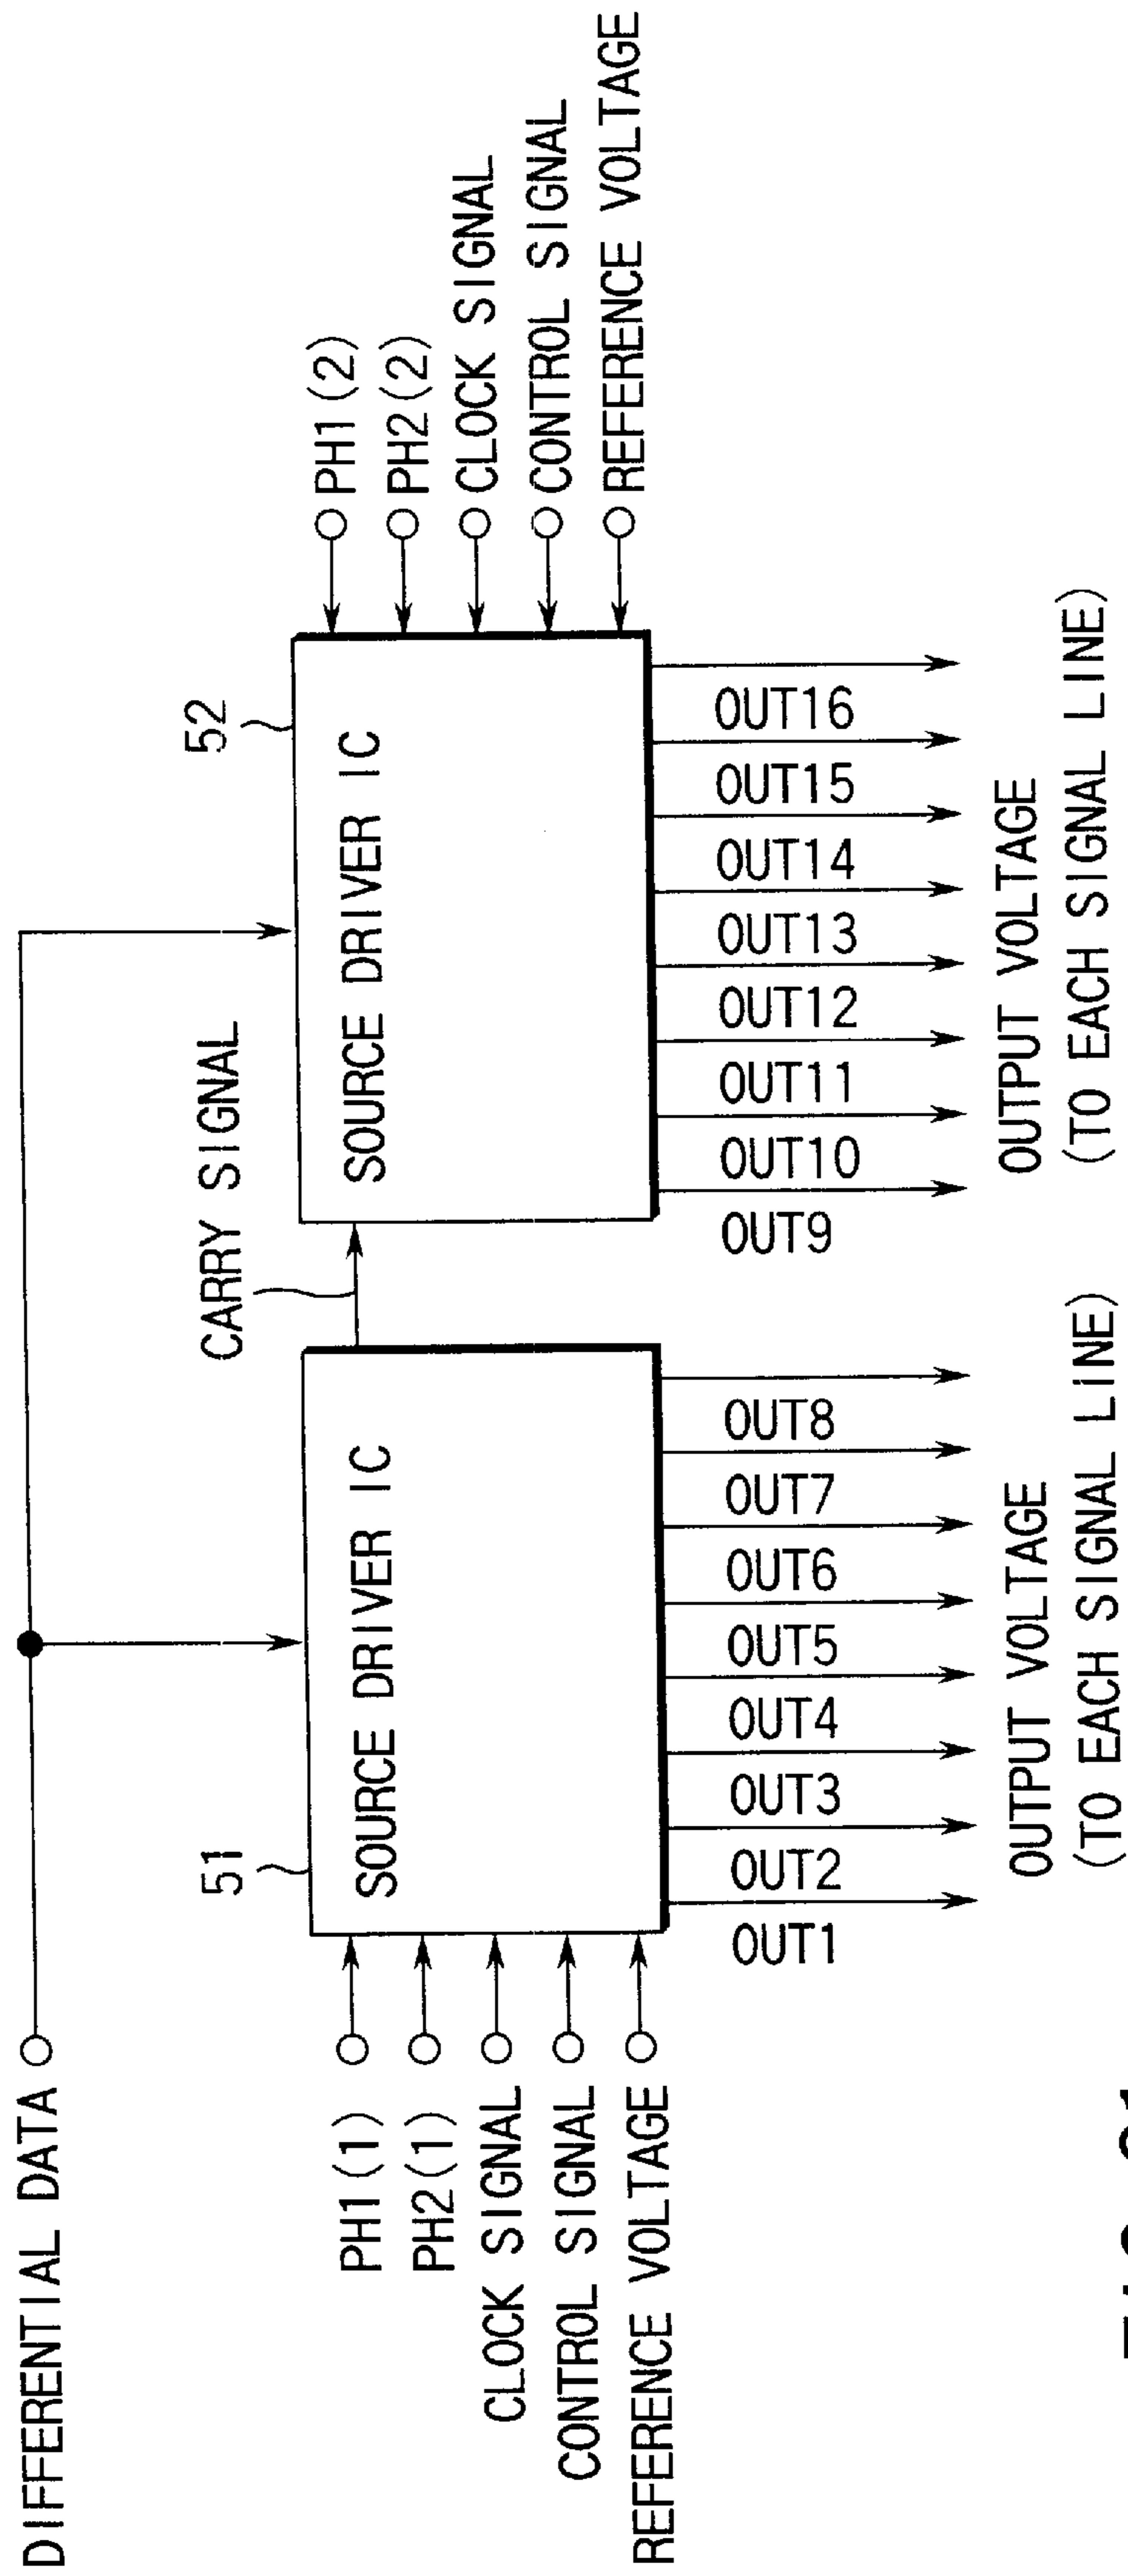 DIFFERENTIAL DATA
CARRY SIGNAL
51
52
SOURCE DRIVER IC
SOURCE DRIVER IC
PH1(1)
PH2(1)
CLOCK SIGNAL
CONTROL SIGNAL
REFERENCE VOLTAGE
PH1(2)
PH2(2)
CLOCK SIGNAL
CONTROL SIGNAL
REFERENCE VOLTAGE
OUT1
OUT2
OUT3
OUT4
OUT5
OUT6
OUT7
OUT8
OUT9
OUT10
OUT11
OUT12
OUT13
OUT14
OUT15
OUT16
OUTPUT VOLTAGE
(TO EACH SIGNAL LINE)
OUTPUT VOLTAGE
(TO EACH SIGNAL LINE)